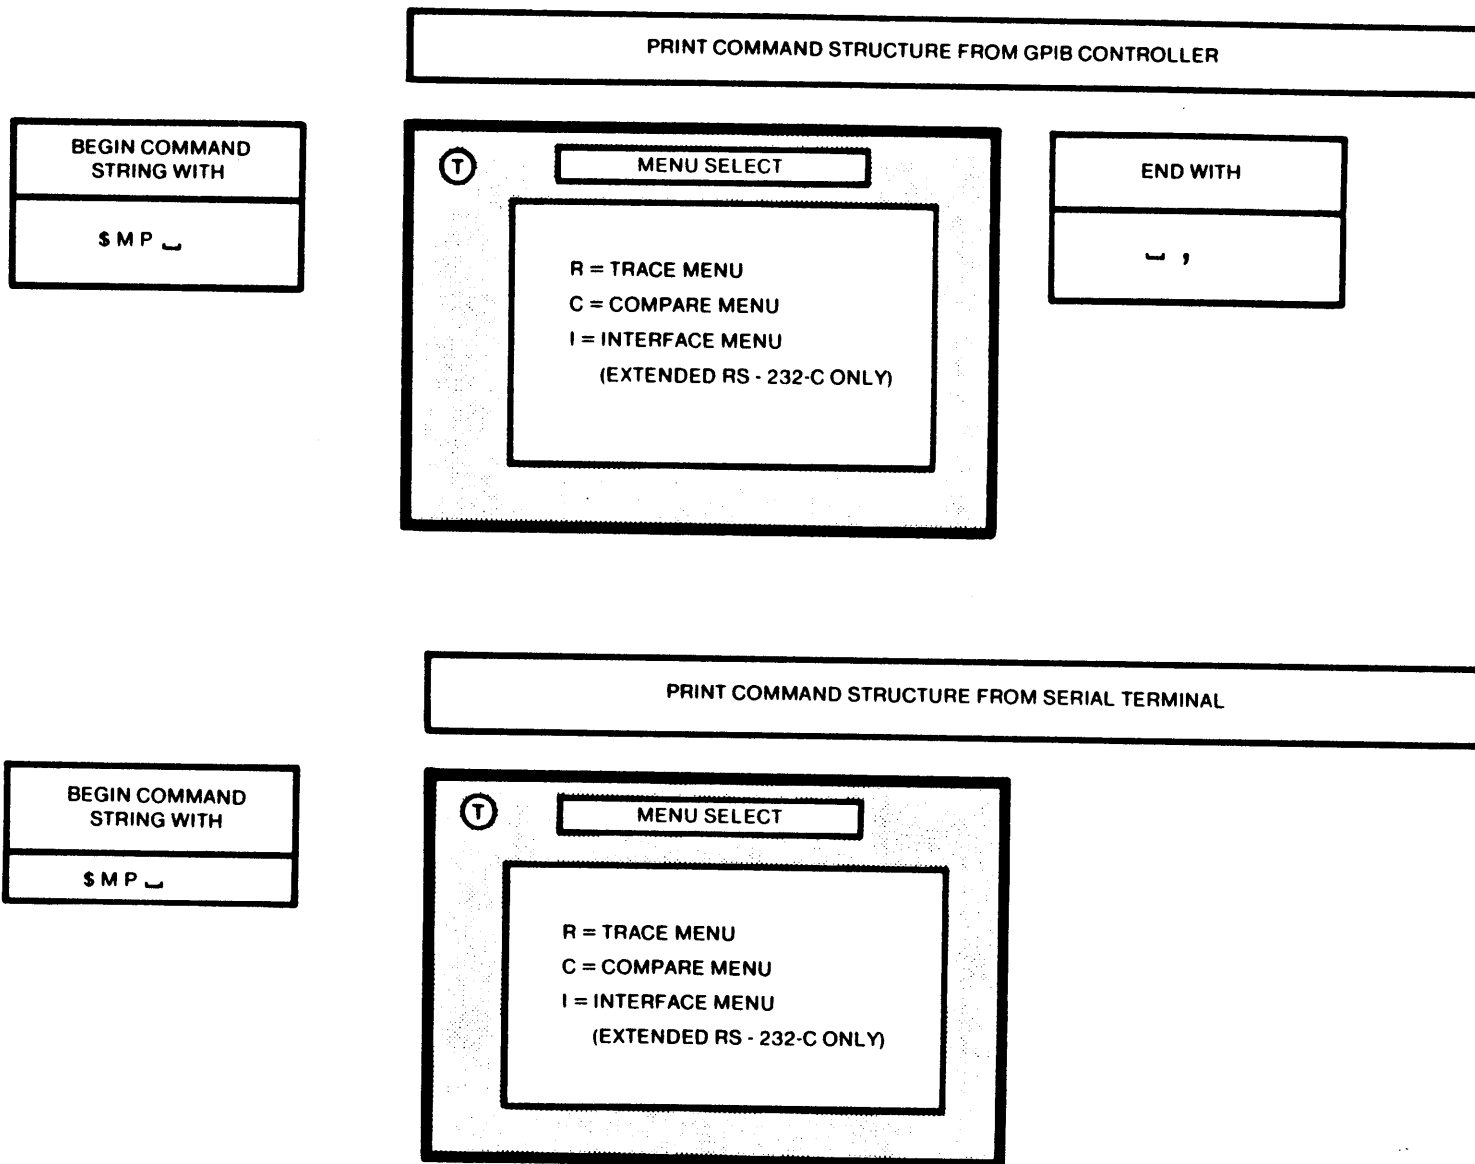 PRINT COMMAND STRUCTURE FROM GPIB CONTROLLER
BEGIN COMMAND
STRING WITH
$ M P ⎵
T
MENU SELECT
R = TRACE MENU
C = COMPARE MENU
I = INTERFACE MENU
(EXTENDED RS - 232-C ONLY)
END WITH
⎵ ,
PRINT COMMAND STRUCTURE FROM SERIAL TERMINAL
BEGIN COMMAND
STRING WITH
$ M P ⎵
T
MENU SELECT
R = TRACE MENU
C = COMPARE MENU
I = INTERFACE MENU
(EXTENDED RS - 232-C ONLY)